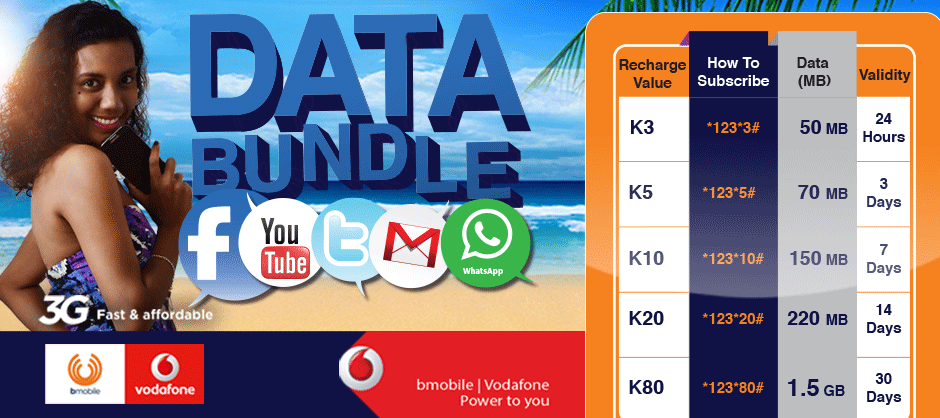 DATA
BUNDLE
f
You
Tube
t
M
WhatsApp
3G Fast & affordable
bmobile
vodafone
bmobile | Vodafone
Power to you
Recharge Value How To Subscribe Data (MB) Validity
K3 *123*3# 50 MB 24 Hours
K5 *123*5# 70 MB 3 Days
K10 *123*10# 150 MB 7 Days
K20 *123*20# 220 MB 14 Days
K80 *123*80# 1.5 GB 30 Days